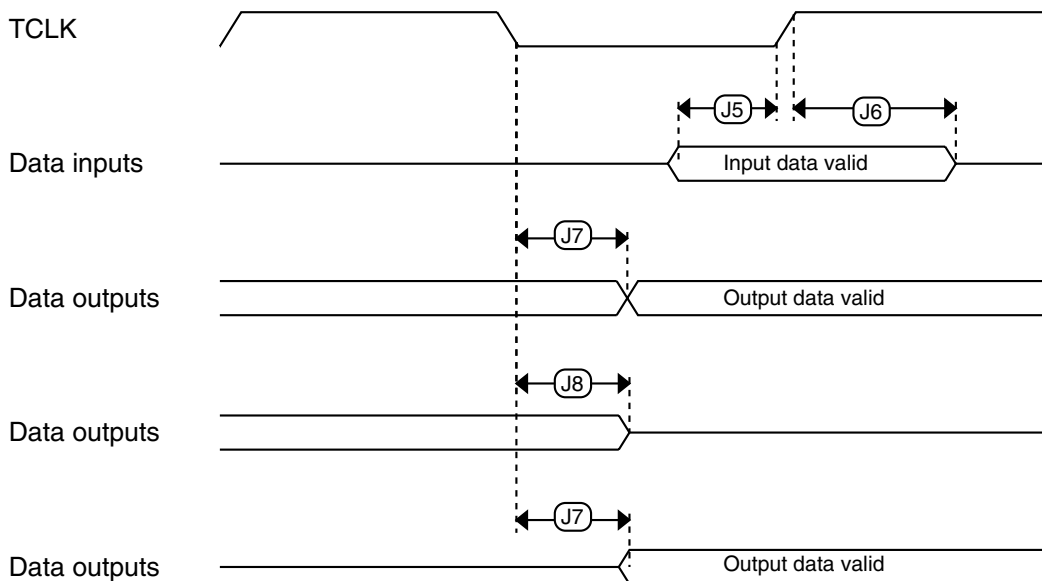 TCLK
J5
J6
Data inputs
Input data valid
J7
Data outputs
Output data valid
J8
Data outputs
J7
Data outputs
Output data valid